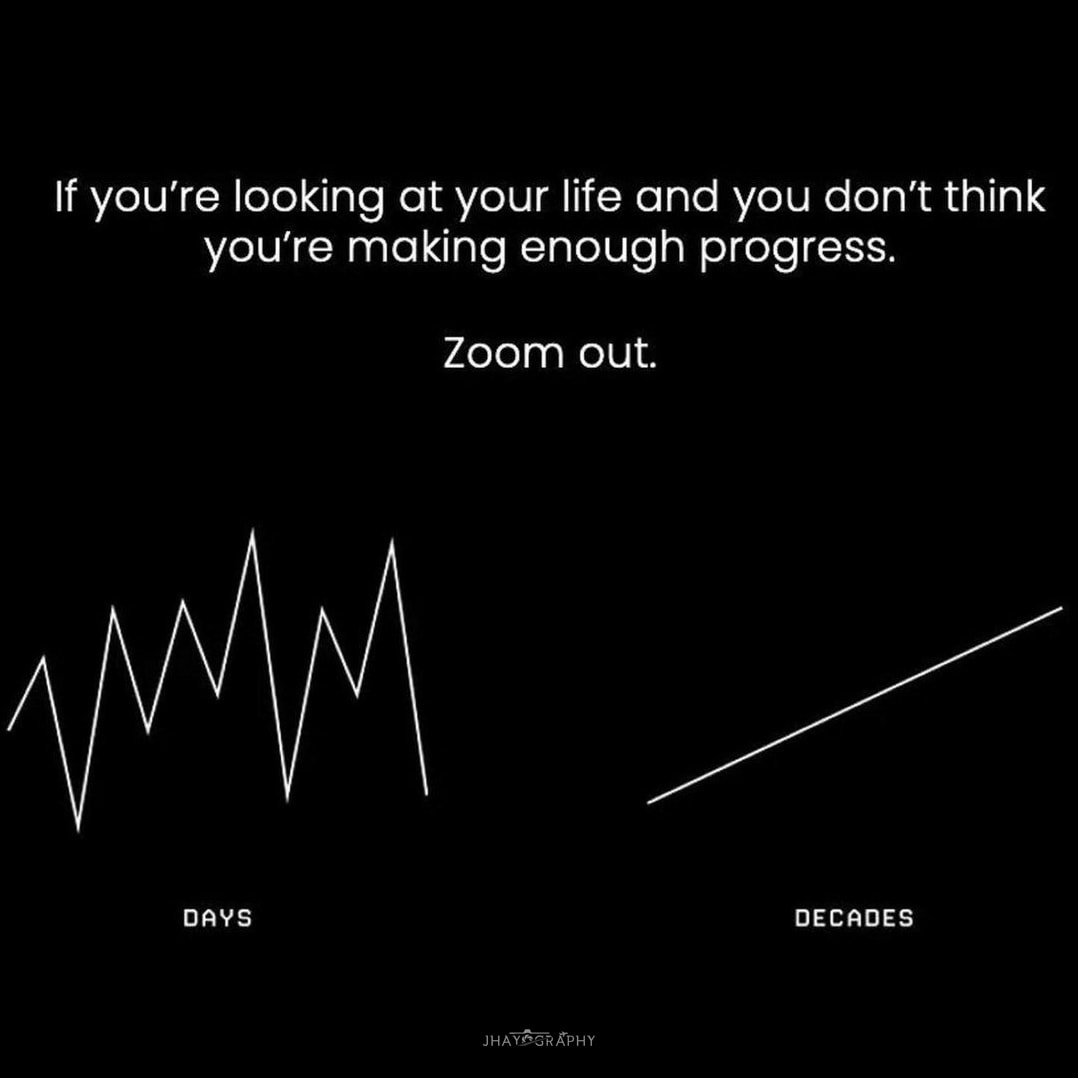 If you’re looking at your life and you don’t think
you’re making enough progress.
Zoom out.
DAYS
DECADES
JHAYOGRAPHY